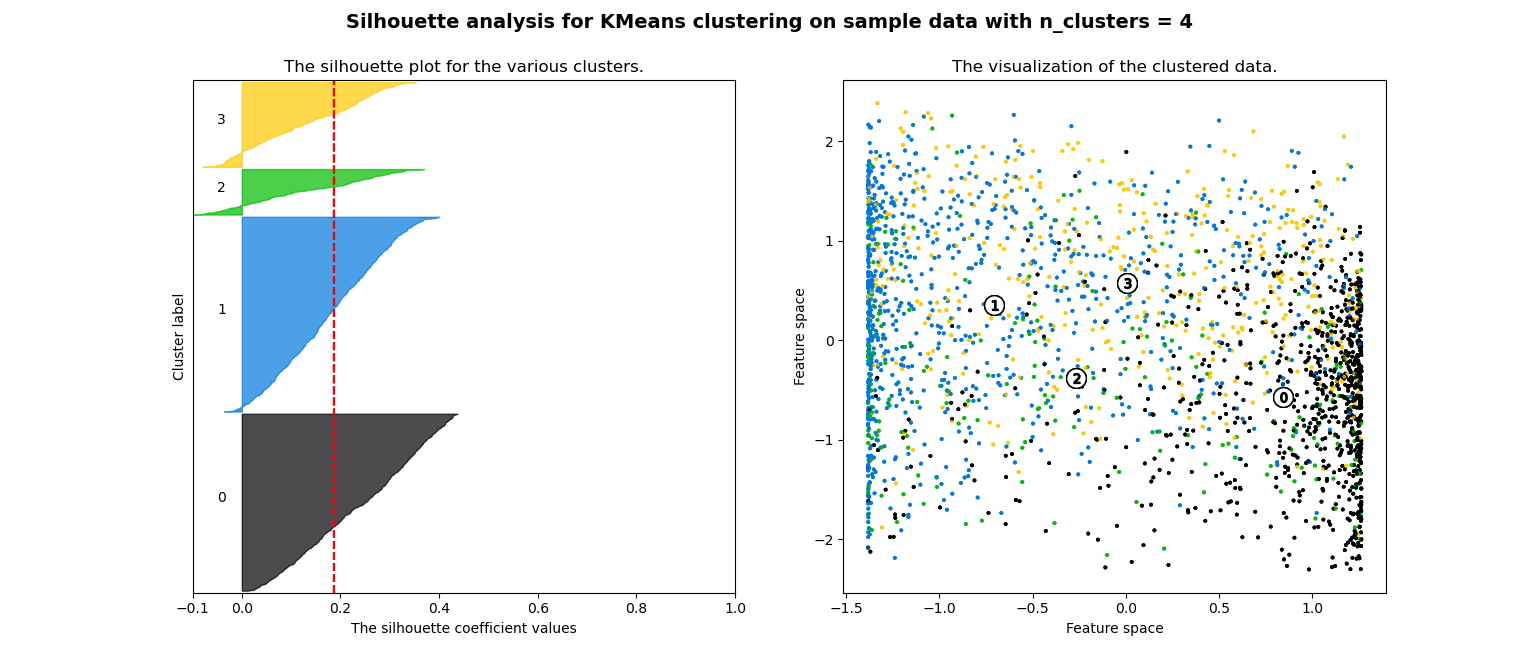 Silhouette analysis for KMeans clustering on sample data with n_clusters = 4
The silhouette plot for the various clusters.
3
2
1
0
Cluster label
−0.1 0.0 0.2 0.4 0.6 0.8 1.0
The silhouette coefficient values
The visualization of the clustered data.
2
1
0
−1
−2
Feature space
1
3
2
0
−1.5 −1.0 −0.5 0.0 0.5 1.0
Feature space